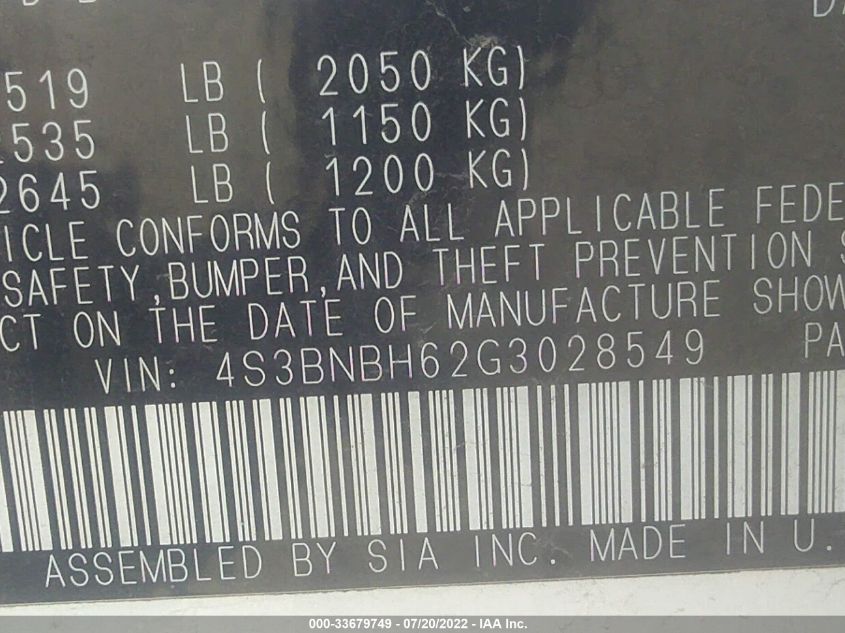 519 LB ( 2050 KG)
535 LB ( 1150 KG)
2645 LB ( 1200 KG)
ICLE CONFORMS TO ALL APPLICABLE FEDE
SAFETY,BUMPER,AND THEFT PREVENTION S
CT ON THE DATE OF MANUFACTURE SHOW
VIN: 4S3BNBH62G3028549 PA
ASSEMBLED BY SIA INC. MADE IN U.
000-33679749 - 07/20/2022 - IAA Inc.